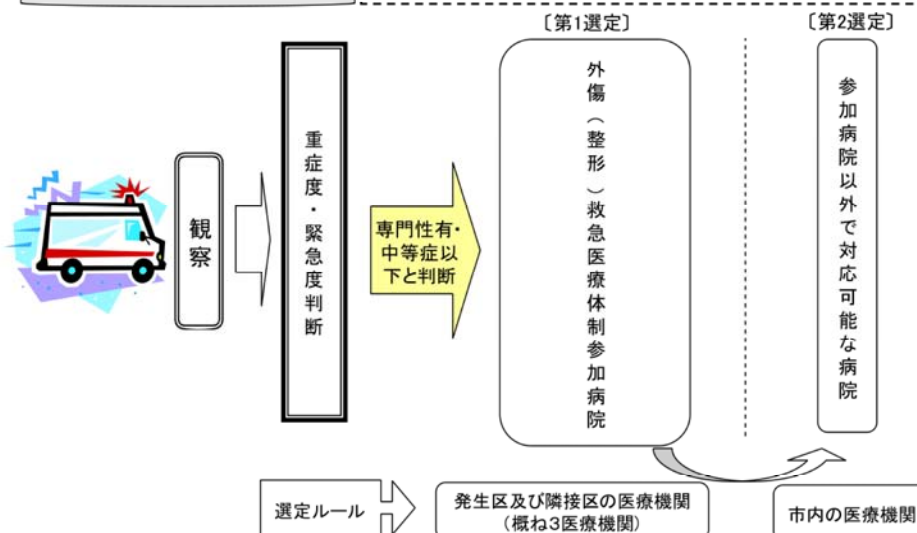 〔第1選定〕
〔第2選定〕
観察
重症度・緊急度判断
専門性有・
中等症以
下と判断
外傷(整形)救急医療体制参加病院
参加病院以外で対応可能な病院
選定ルール
発生区及び隣接区の医療機関
(概ね3医療機関)
市内の医療機関